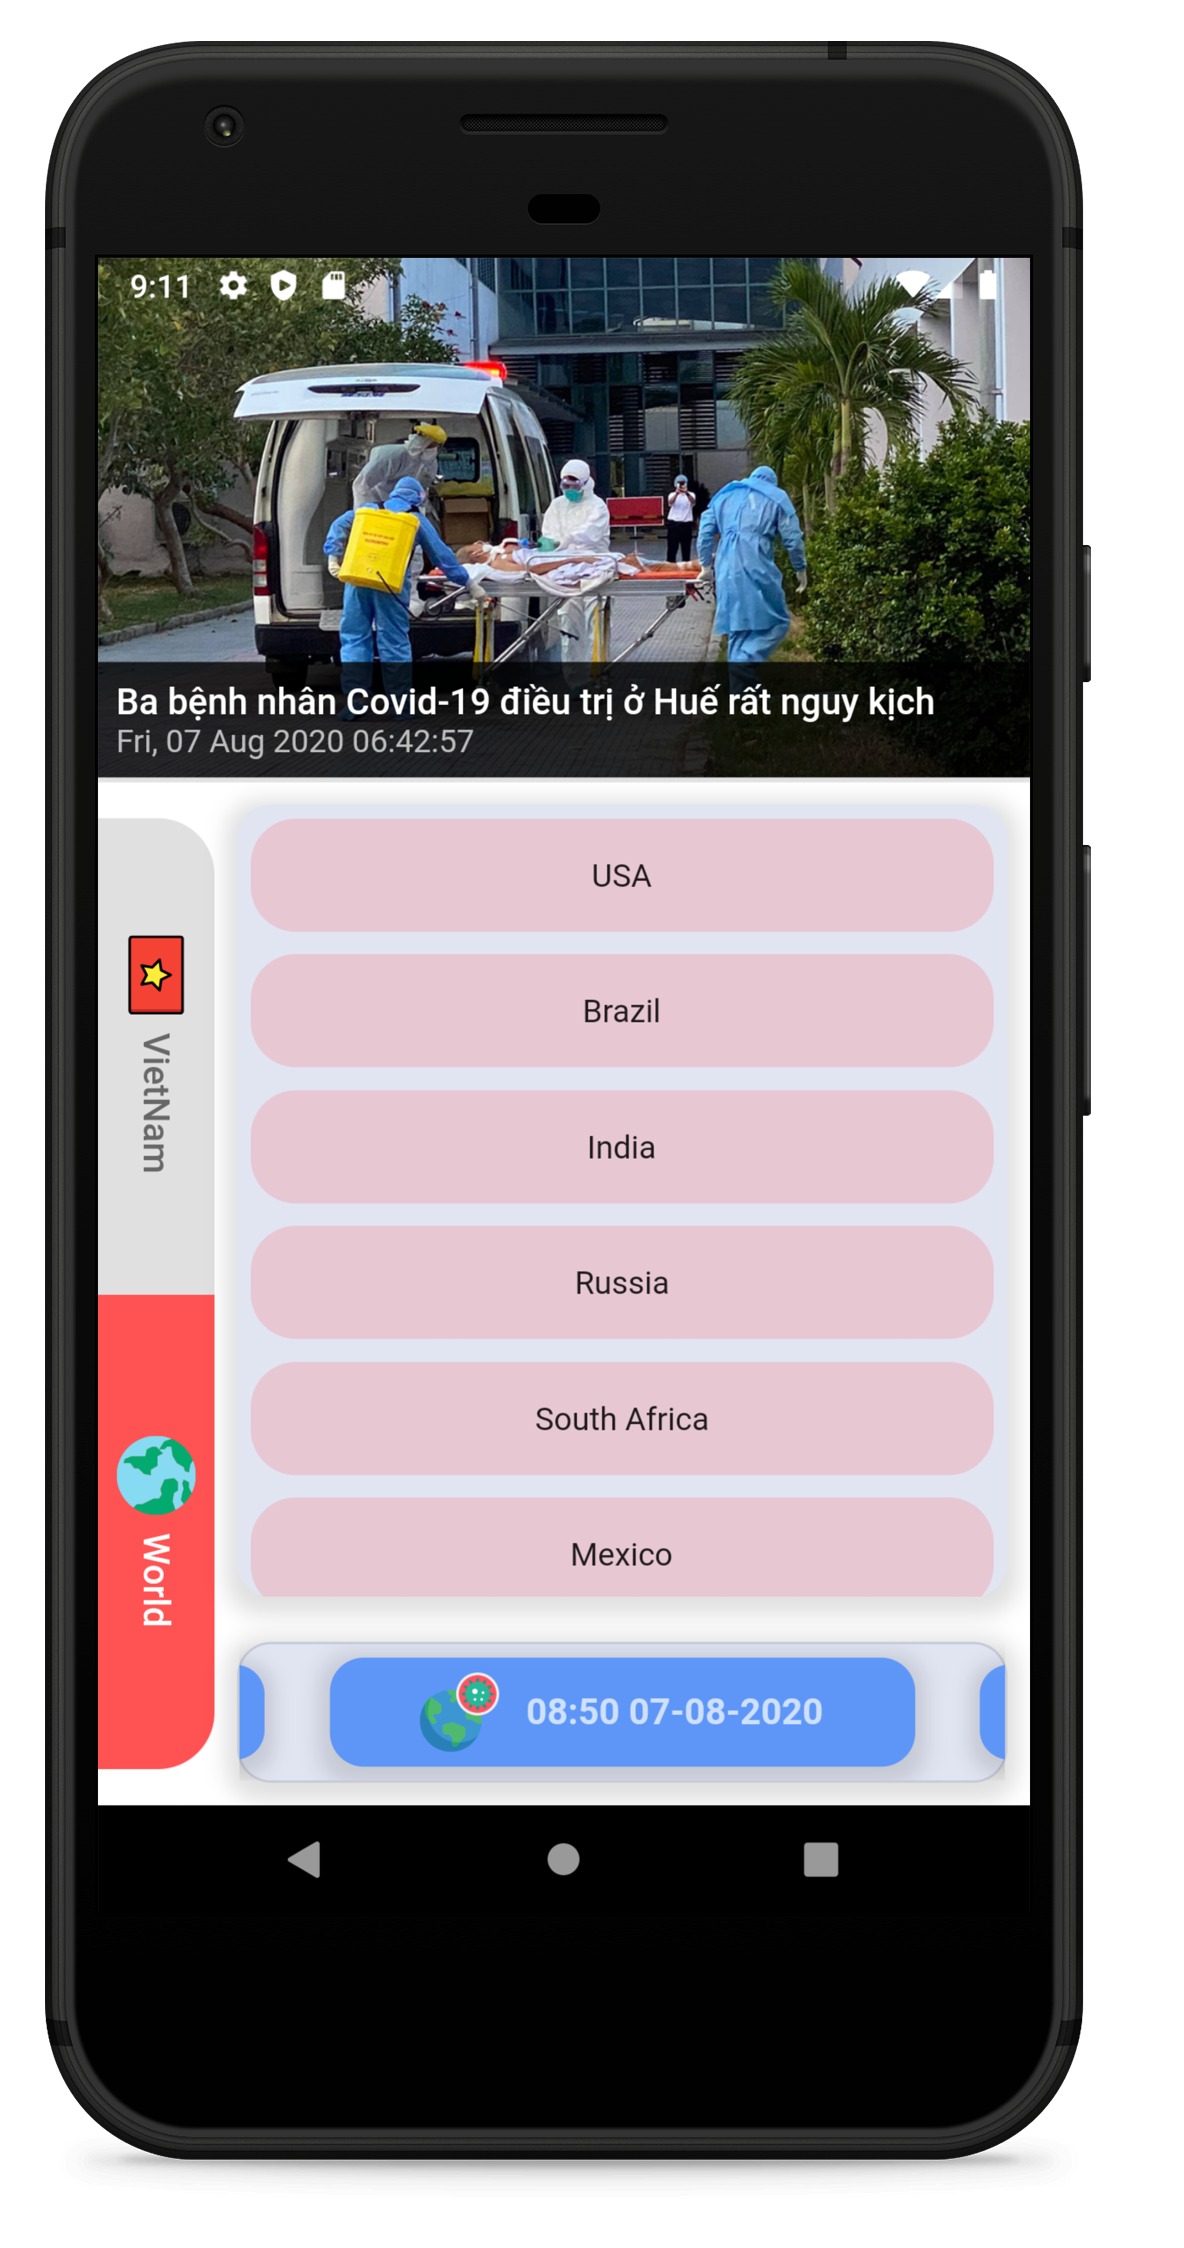 9:11
Ba bệnh nhân Covid-19 điều trị ở Huế rất nguy kịch
Fri, 07 Aug 2020 06:42:57
VietNam
World
USA
Brazil
India
Russia
South Africa
Mexico
08:50 07-08-2020